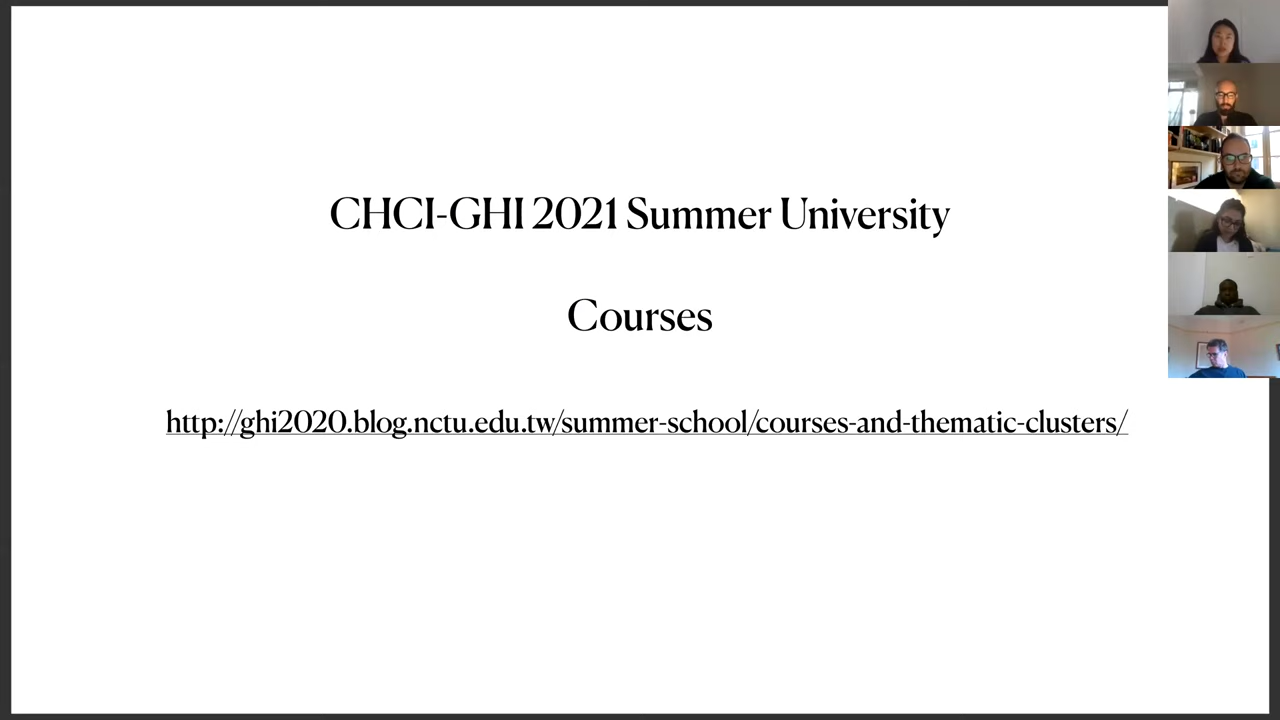 CHCI-GHI 2021 Summer University
Courses
http://ghi2020.blog.nctu.edu.tw/summer-school/courses-and-thematic-clusters/